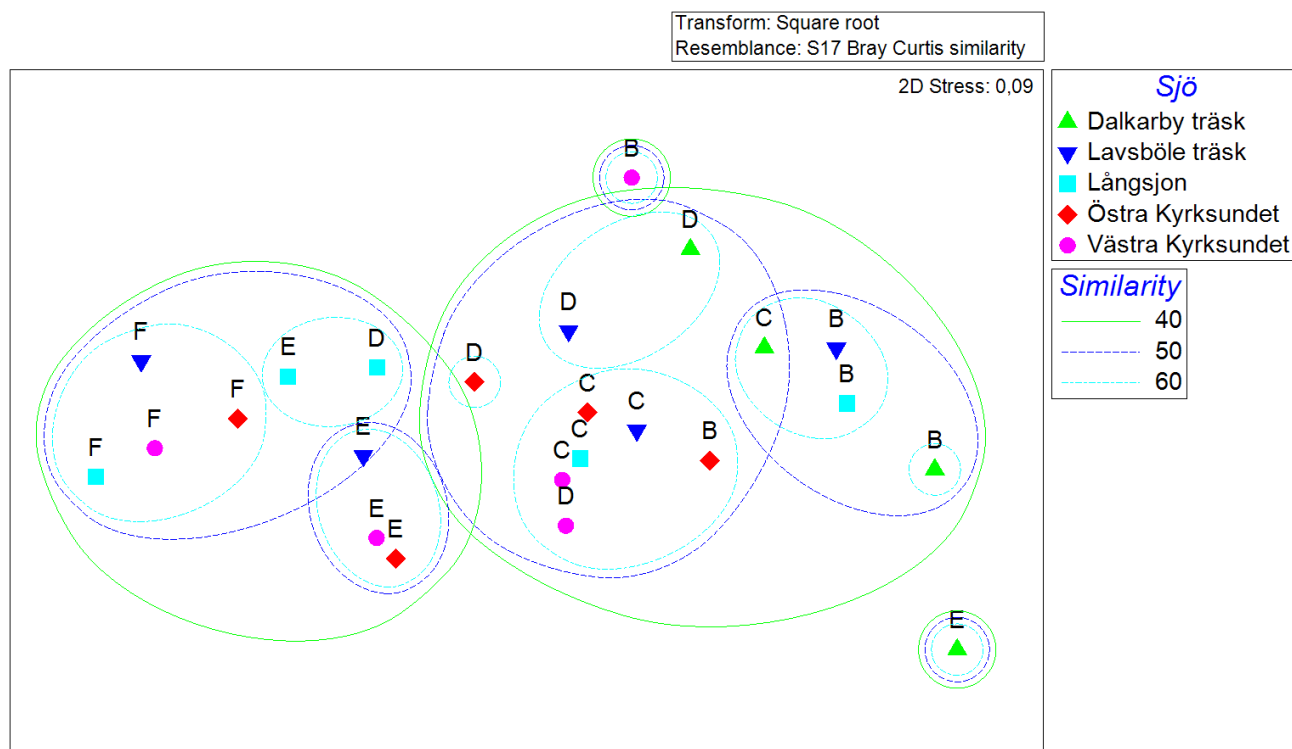 Transform: Square root
Resemblance: S17 Bray Curtis similarity
2D Stress: 0,09
Sjö
Dalkarby träsk
Lavsböle träsk
Långsjon
Östra Kyrksundet
Västra Kyrksundet
Similarity
40
50
60
B
D
D
F
E
D
D
C
B
B
F
C
C
B
B
F
C
E
C
F
D
E
E
E